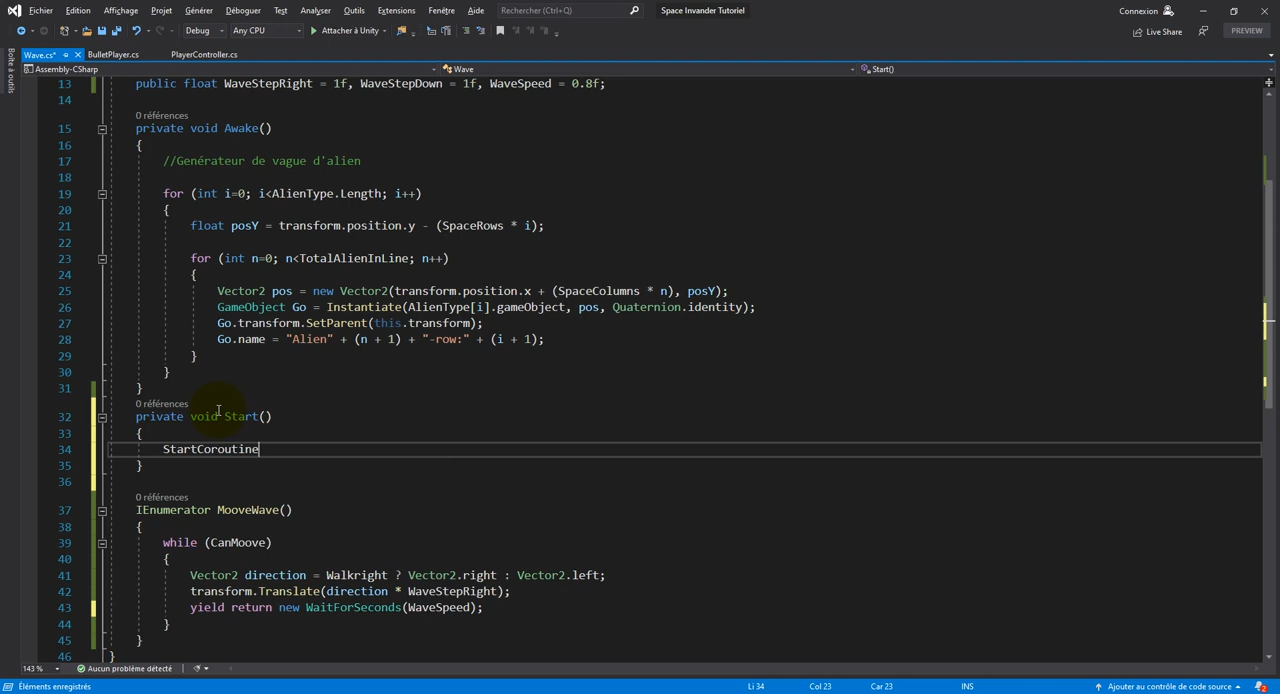 Fichier Edition Affichage Projet Générer Déboguer Test Analyser Outils Extensions Fenêtre Aide Rechercher (Ctrl+Q) Space Invander Tutoriel Connexion
Debug Any CPU Attacher à Unity Live Share PREVIEW
Boîte à outils
Wave.cs* BulletPlayer.cs PlayerController.cs
Assembly-CSharp Wave Start()
13 public float WaveStepRight = 1f, WaveStepDown = 1f, WaveSpeed = 0.8f;
14
0 références
15 private void Awake()
16 {
17 //Genérateur de vague d'alien
18
19 for (int i=0; i<AlienType.Length; i++)
20 {
21 float posY = transform.position.y - (SpaceRows * i);
22
23 for (int n=0; n<TotalAlienInLine; n++)
24 {
25 Vector2 pos = new Vector2(transform.position.x + (SpaceColumns * n), posY);
26 GameObject Go = Instantiate(AlienType[i].gameObject, pos, Quaternion.identity);
27 Go.transform.SetParent(this.transform);
28 Go.name = "Alien" + (n + 1) + "-row:" + (i + 1);
29 }
30 }
31 }
0 références
32 private void Start()
33 {
34 StartCoroutine
35 }
36
0 références
37 IEnumerator MooveWave()
38 {
39 while (CanMoove)
40 {
41 Vector2 direction = Walkright ? Vector2.right : Vector2.left;
42 transform.Translate(direction * WaveStepRight);
43 yield return new WaitForSeconds(WaveSpeed);
44 }
45 }
46 }
143 % Aucun problème détecté Li 34 Col 23 Car 23 INS
Éléments enregistrés Ajouter au contrôle de code source 2